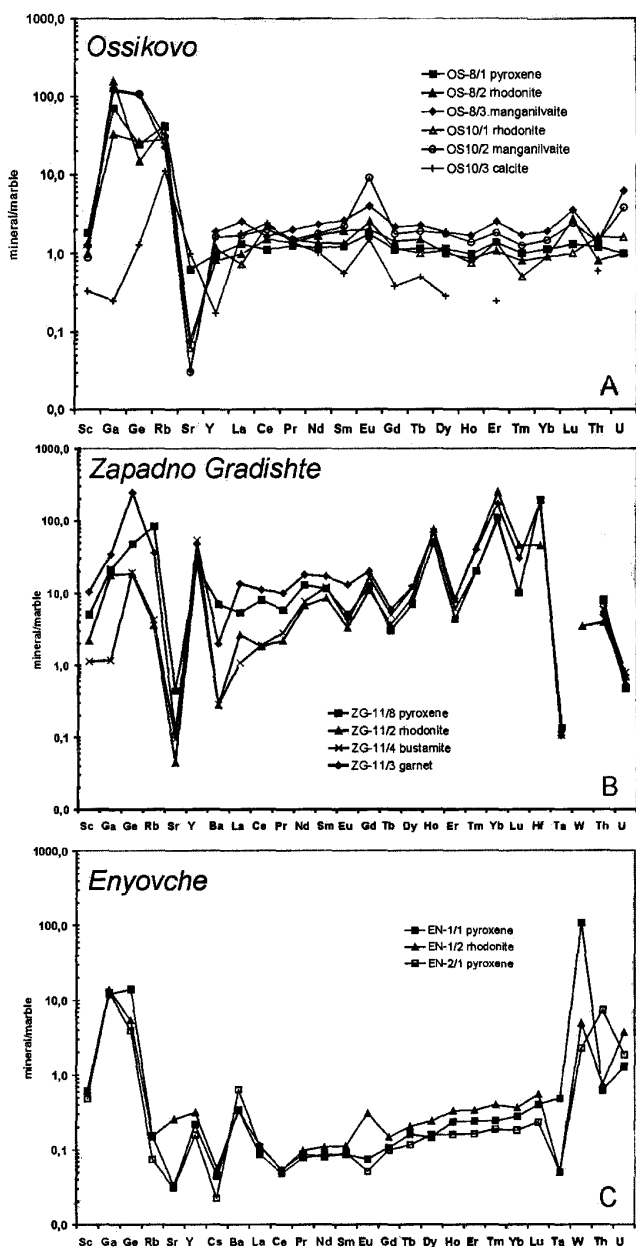 Ossikovo
1000,0
100,0
10,0
1,0
0,1
0,0
mineral/marble
OS-8/1 pyroxene
OS-8/2 rhodonite
OS-8/3.manganilvaite
OS10/1 rhodonite
OS10/2 manganilvaite
OS10/3 calcite
A
Sc Ga Ge Rb Sr Y La Ce Pr Nd Sm Eu Gd Tb Dy Ho Er Tm Yb Lu Th U
Zapadno Gradishte
1000,0
100,0
10,0
1,0
0,1
0,0
mineral/marble
ZG-11/8 pyroxene
ZG-11/2 rhodonite
ZG-11/4 bustamite
ZG-11/3 garnet
B
Sc Ga Ge Rb Sr Y Ba La Ce Pr Nd Sm Eu Gd Tb Dy Ho Er Tm Yb Lu Hf Ta W Th U
Enyovche
1000,0
100,0
10,0
1,0
0,1
0,0
mineral/marble
EN-1/1 pyroxene
EN-1/2 rhodonite
EN-2/1 pyroxene
C
Sc Ga Ge Rb Sr Y Cs Ba La Ce Pr Nd Sm Eu Gd Tb Dy Ho Er Tm Yb Lu Ta W Th U